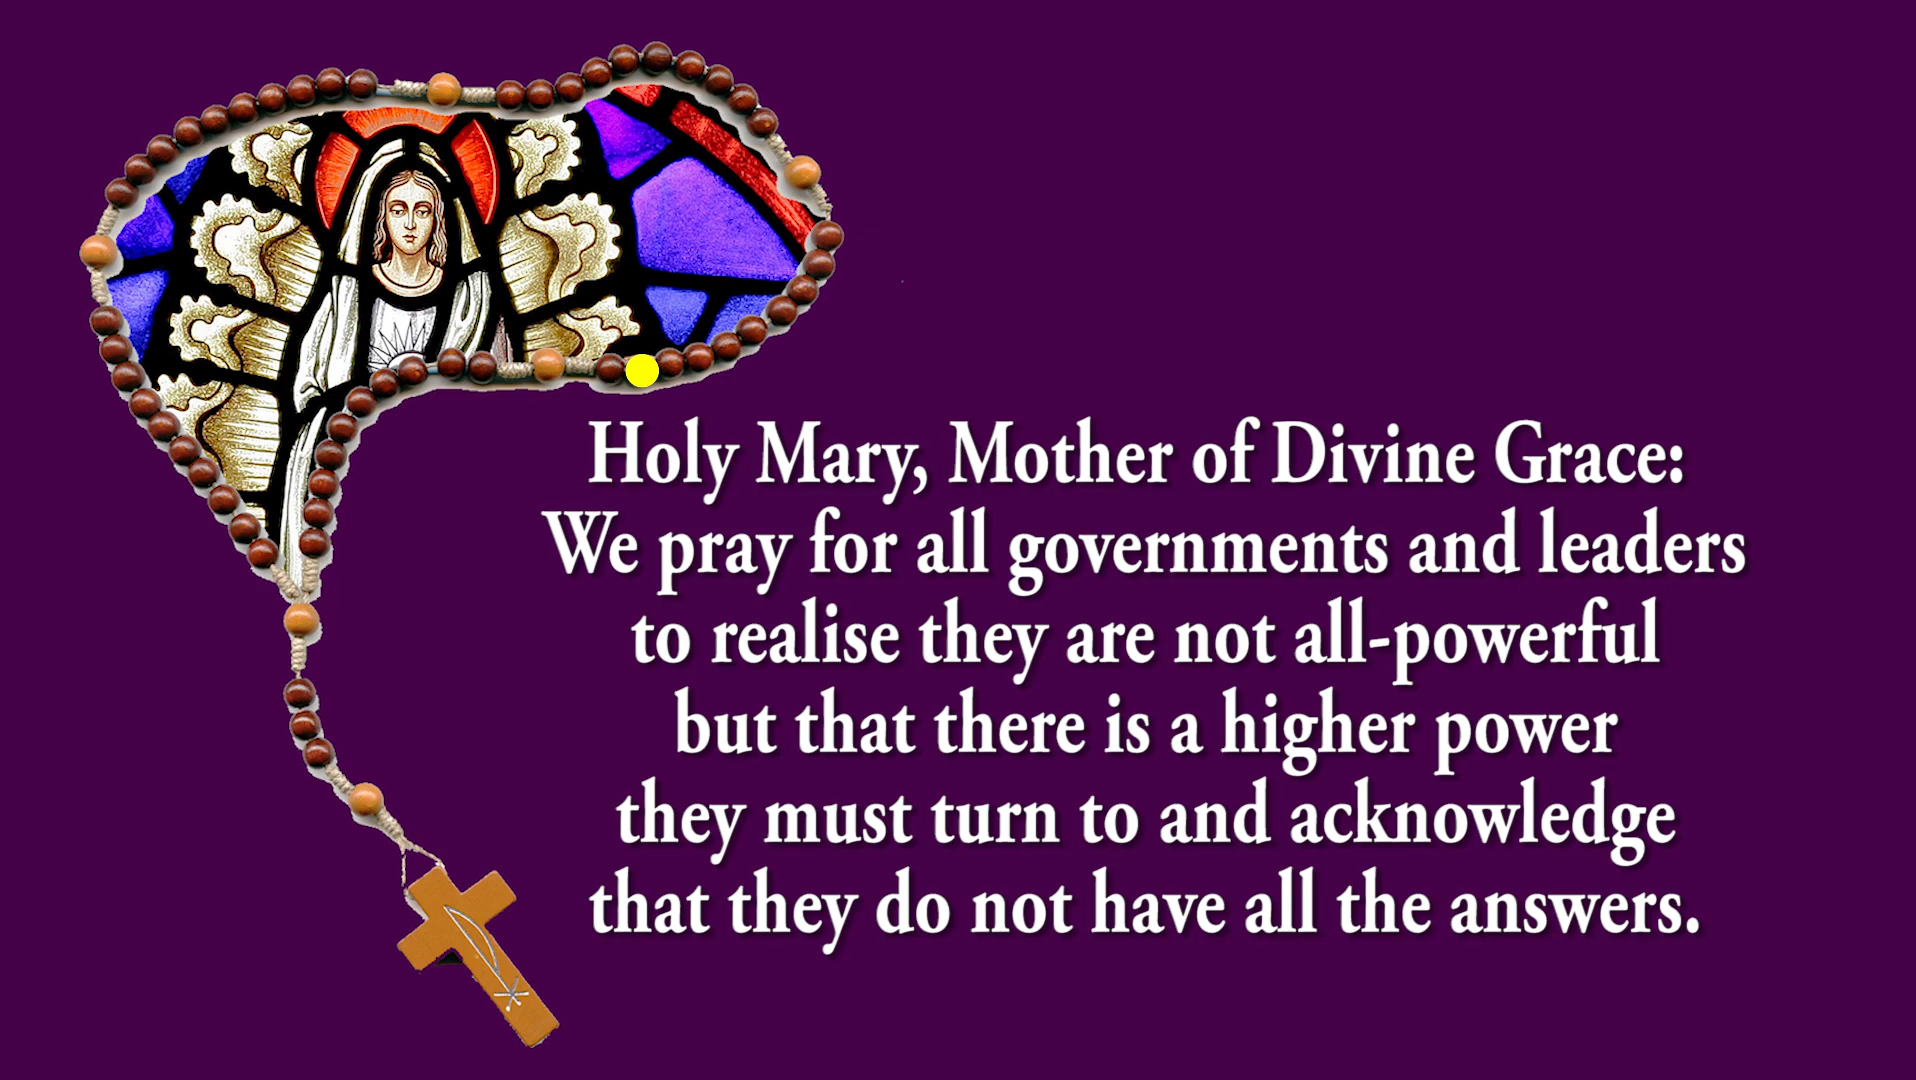 Holy Mary, Mother of Divine Grace:
We pray for all governments and leaders
to realise they are not all-powerful
but that there is a higher power
they must turn to and acknowledge
that they do not have all the answers.